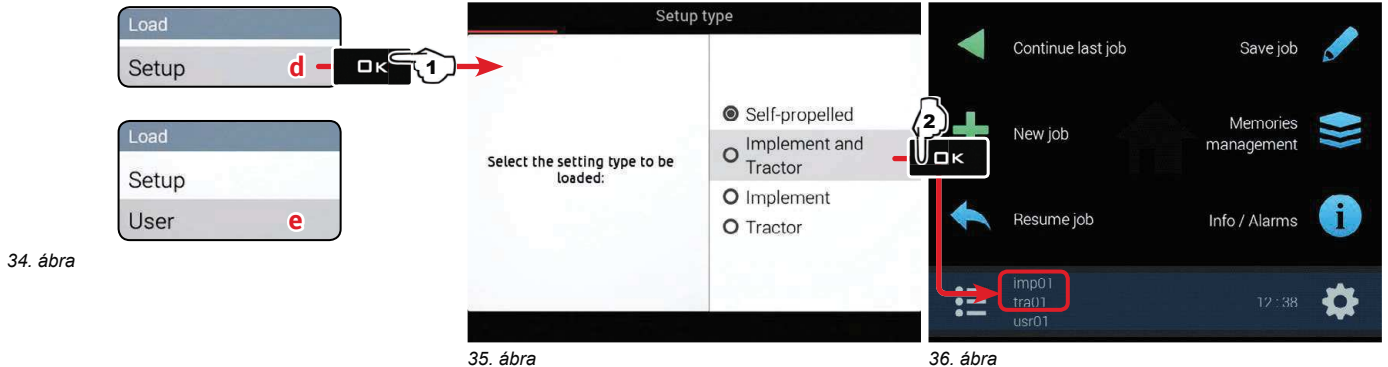 Load
Setup
d
OK
1
Load
Setup
User
e
34. ábra
Setup type
Select the setting type to be
loaded:
Self-propelled
Implement and
Tractor
Implement
Tractor
2
OK
35. ábra
Continue last job
Save job
New job
Memories
management
Resume job
Info / Alarms
i
imp01
tra01
usr01
12:38
36. ábra